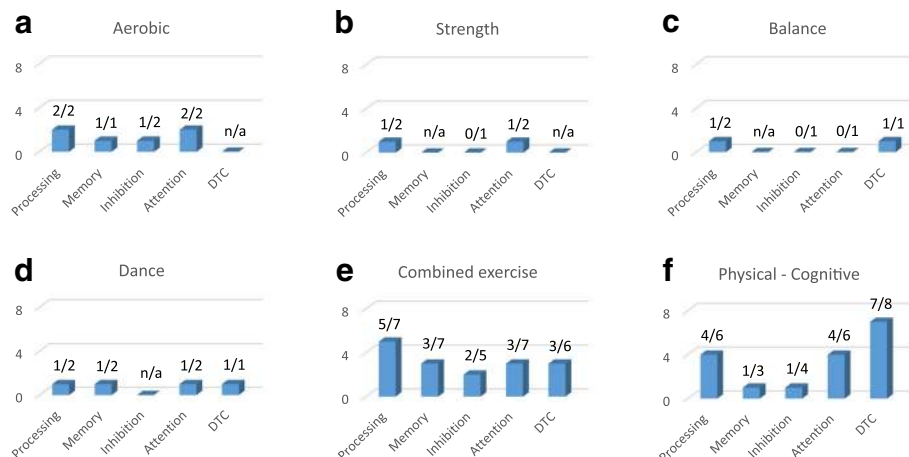 a Aerobic
8
4
0
2/2 1/1 1/2 2/2 n/a
Processing Memory Inhibition Attention DTC
b Strength
8
4
0
1/2 n/a 0/1 1/2 n/a
Processing Memory Inhibition Attention DTC
c Balance
8
4
0
1/2 n/a 0/1 0/1 1/1
Processing Memory Inhibition Attention DTC
d Dance
8
4
0
1/2 1/2 n/a 1/2 1/1
Processing Memory Inhibition Attention DTC
e Combined exercise
8
4
0
5/7 3/7 2/5 3/7 3/6
Processing Memory Inhibition Attention DTC
f Physical - Cognitive
8
4
0
4/6 1/3 1/4 4/6 7/8
Processing Memory Inhibition Attention DTC